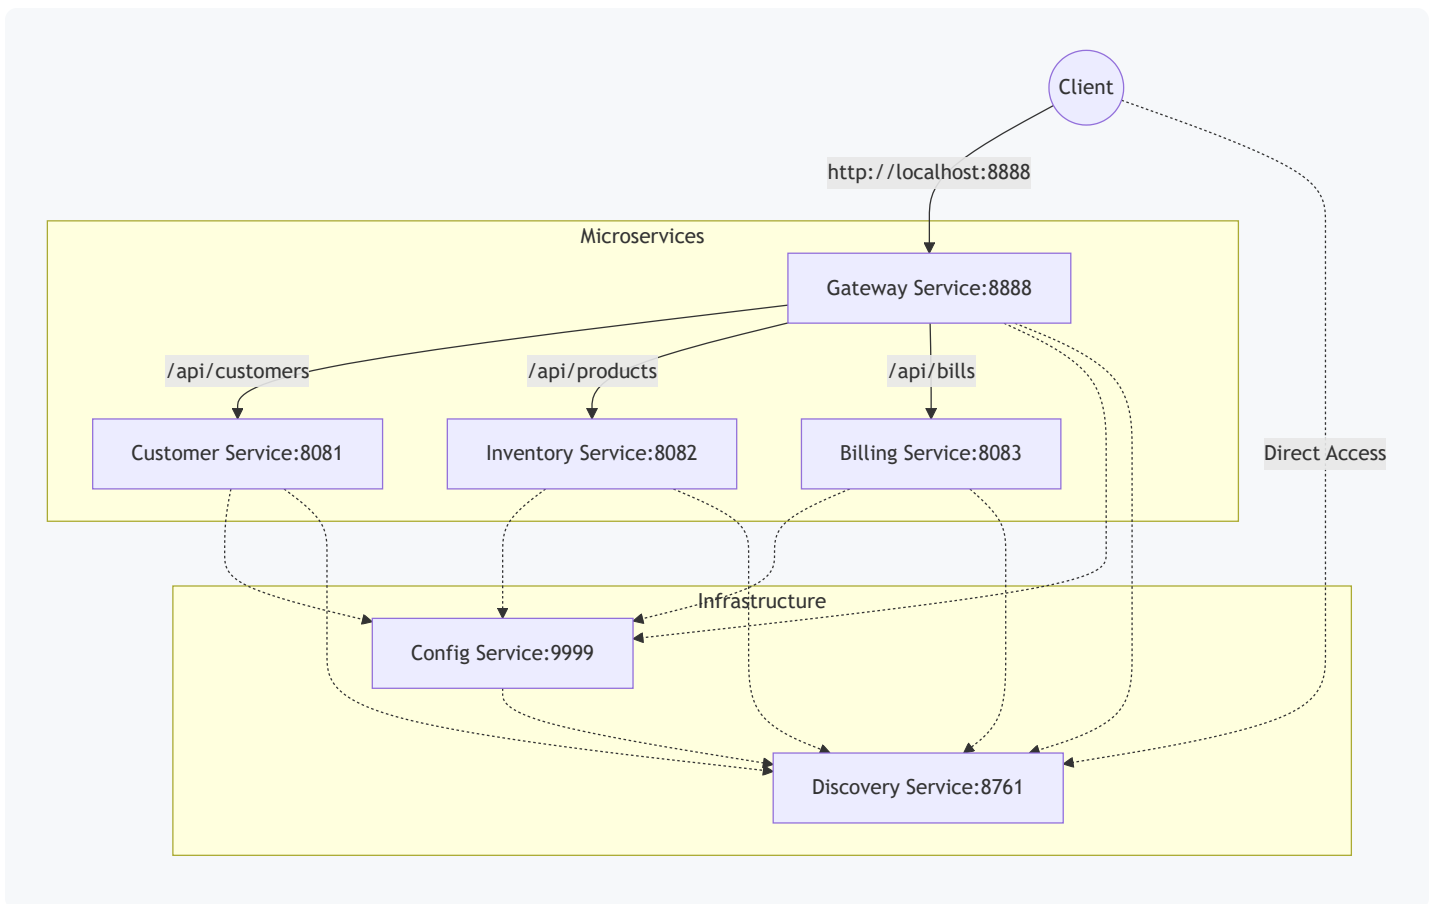 Client
http://localhost:8888
Microservices
Gateway Service:8888
/api/customers
/api/products
/api/bills
Customer Service:8081
Inventory Service:8082
Billing Service:8083
Direct Access
Infrastructure
Config Service:9999
Discovery Service:8761